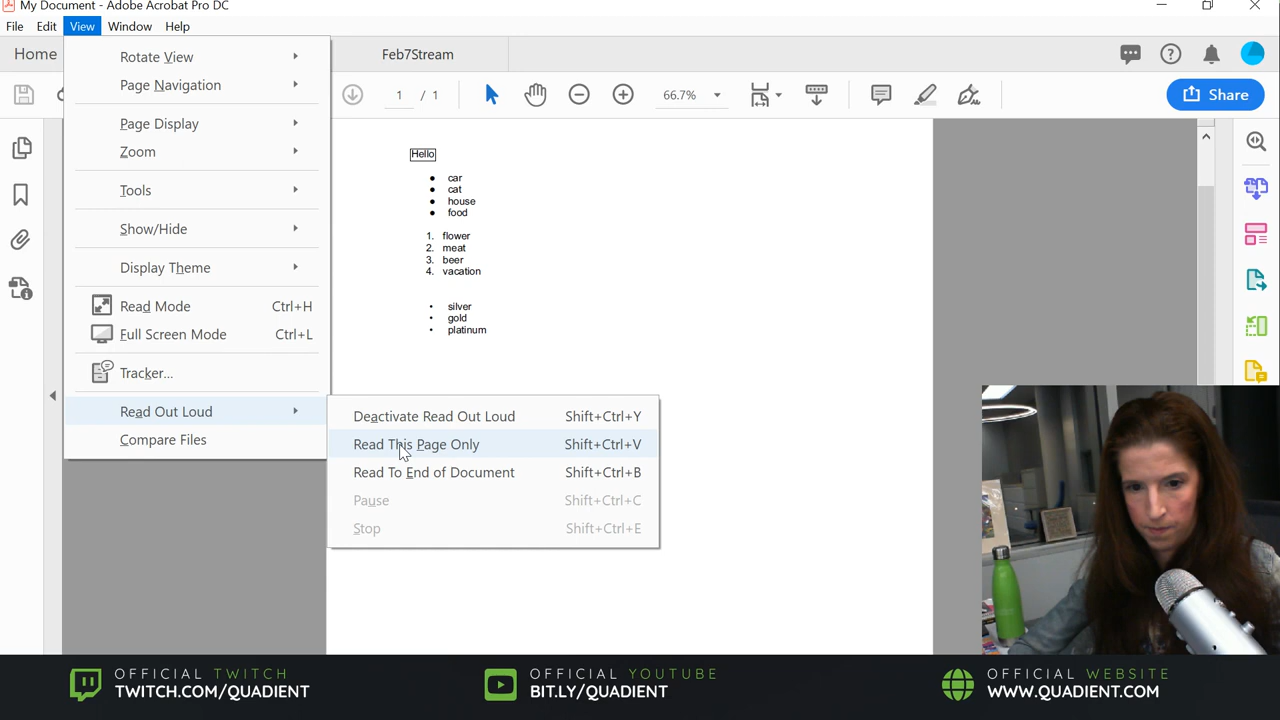 My Document - Adobe Acrobat Pro DC
File Edit View Window Help
Home
Feb7Stream
1 / 1
66.7%
Share
Rotate View
Page Navigation
Page Display
Zoom
Tools
Show/Hide
Display Theme
Read Mode Ctrl+H
Full Screen Mode Ctrl+L
Tracker...
Read Out Loud
Compare Files
Deactivate Read Out Loud Shift+Ctrl+Y
Read This Page Only Shift+Ctrl+V
Read To End of Document Shift+Ctrl+B
Pause Shift+Ctrl+C
Stop Shift+Ctrl+E
Hello
● car
● cat
● house
● food
1. flower
2. meat
3. beer
4. vacation
• silver
• gold
• platinum
OFFICIAL TWITCH
TWITCH.COM/QUADIENT
OFFICIAL YOUTUBE
BIT.LY/QUADIENT
OFFICIAL WEBSITE
WWW.QUADIENT.COM